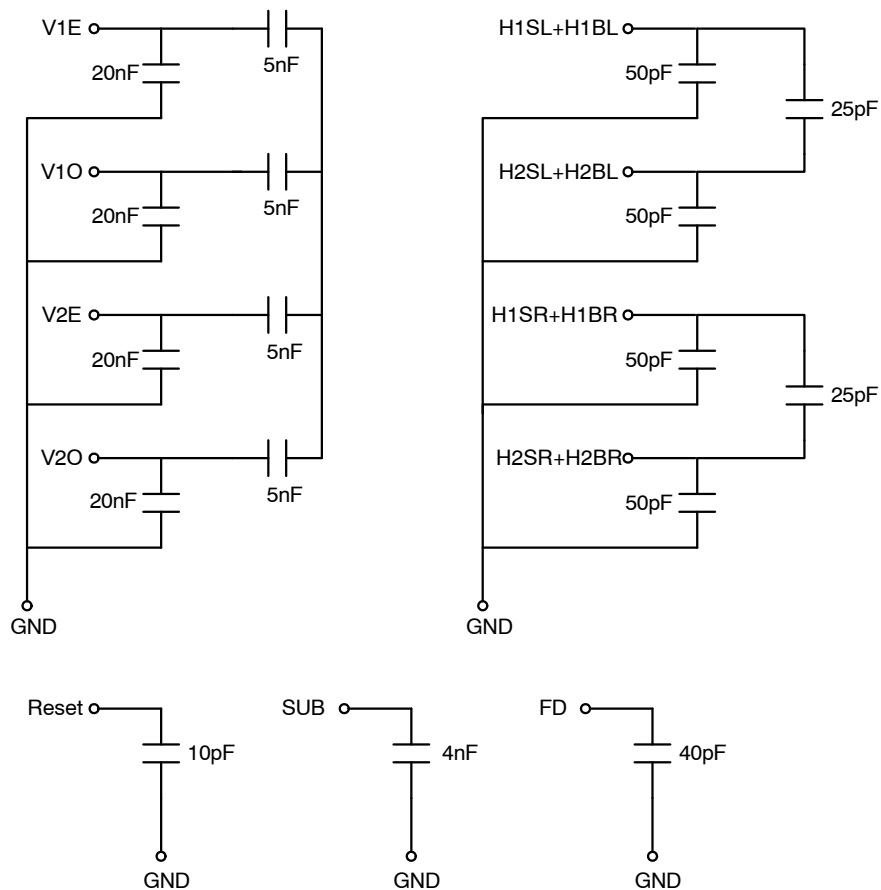 V1E
5nF
20nF
V1O
5nF
20nF
V2E
5nF
20nF
V2O
5nF
20nF
GND
H1SL+H1BL
50pF
25pF
H2SL+H2BL
50pF
H1SR+H1BR
50pF
25pF
H2SR+H2BR
50pF
GND
Reset
10pF
GND
SUB
4nF
GND
FD
40pF
GND